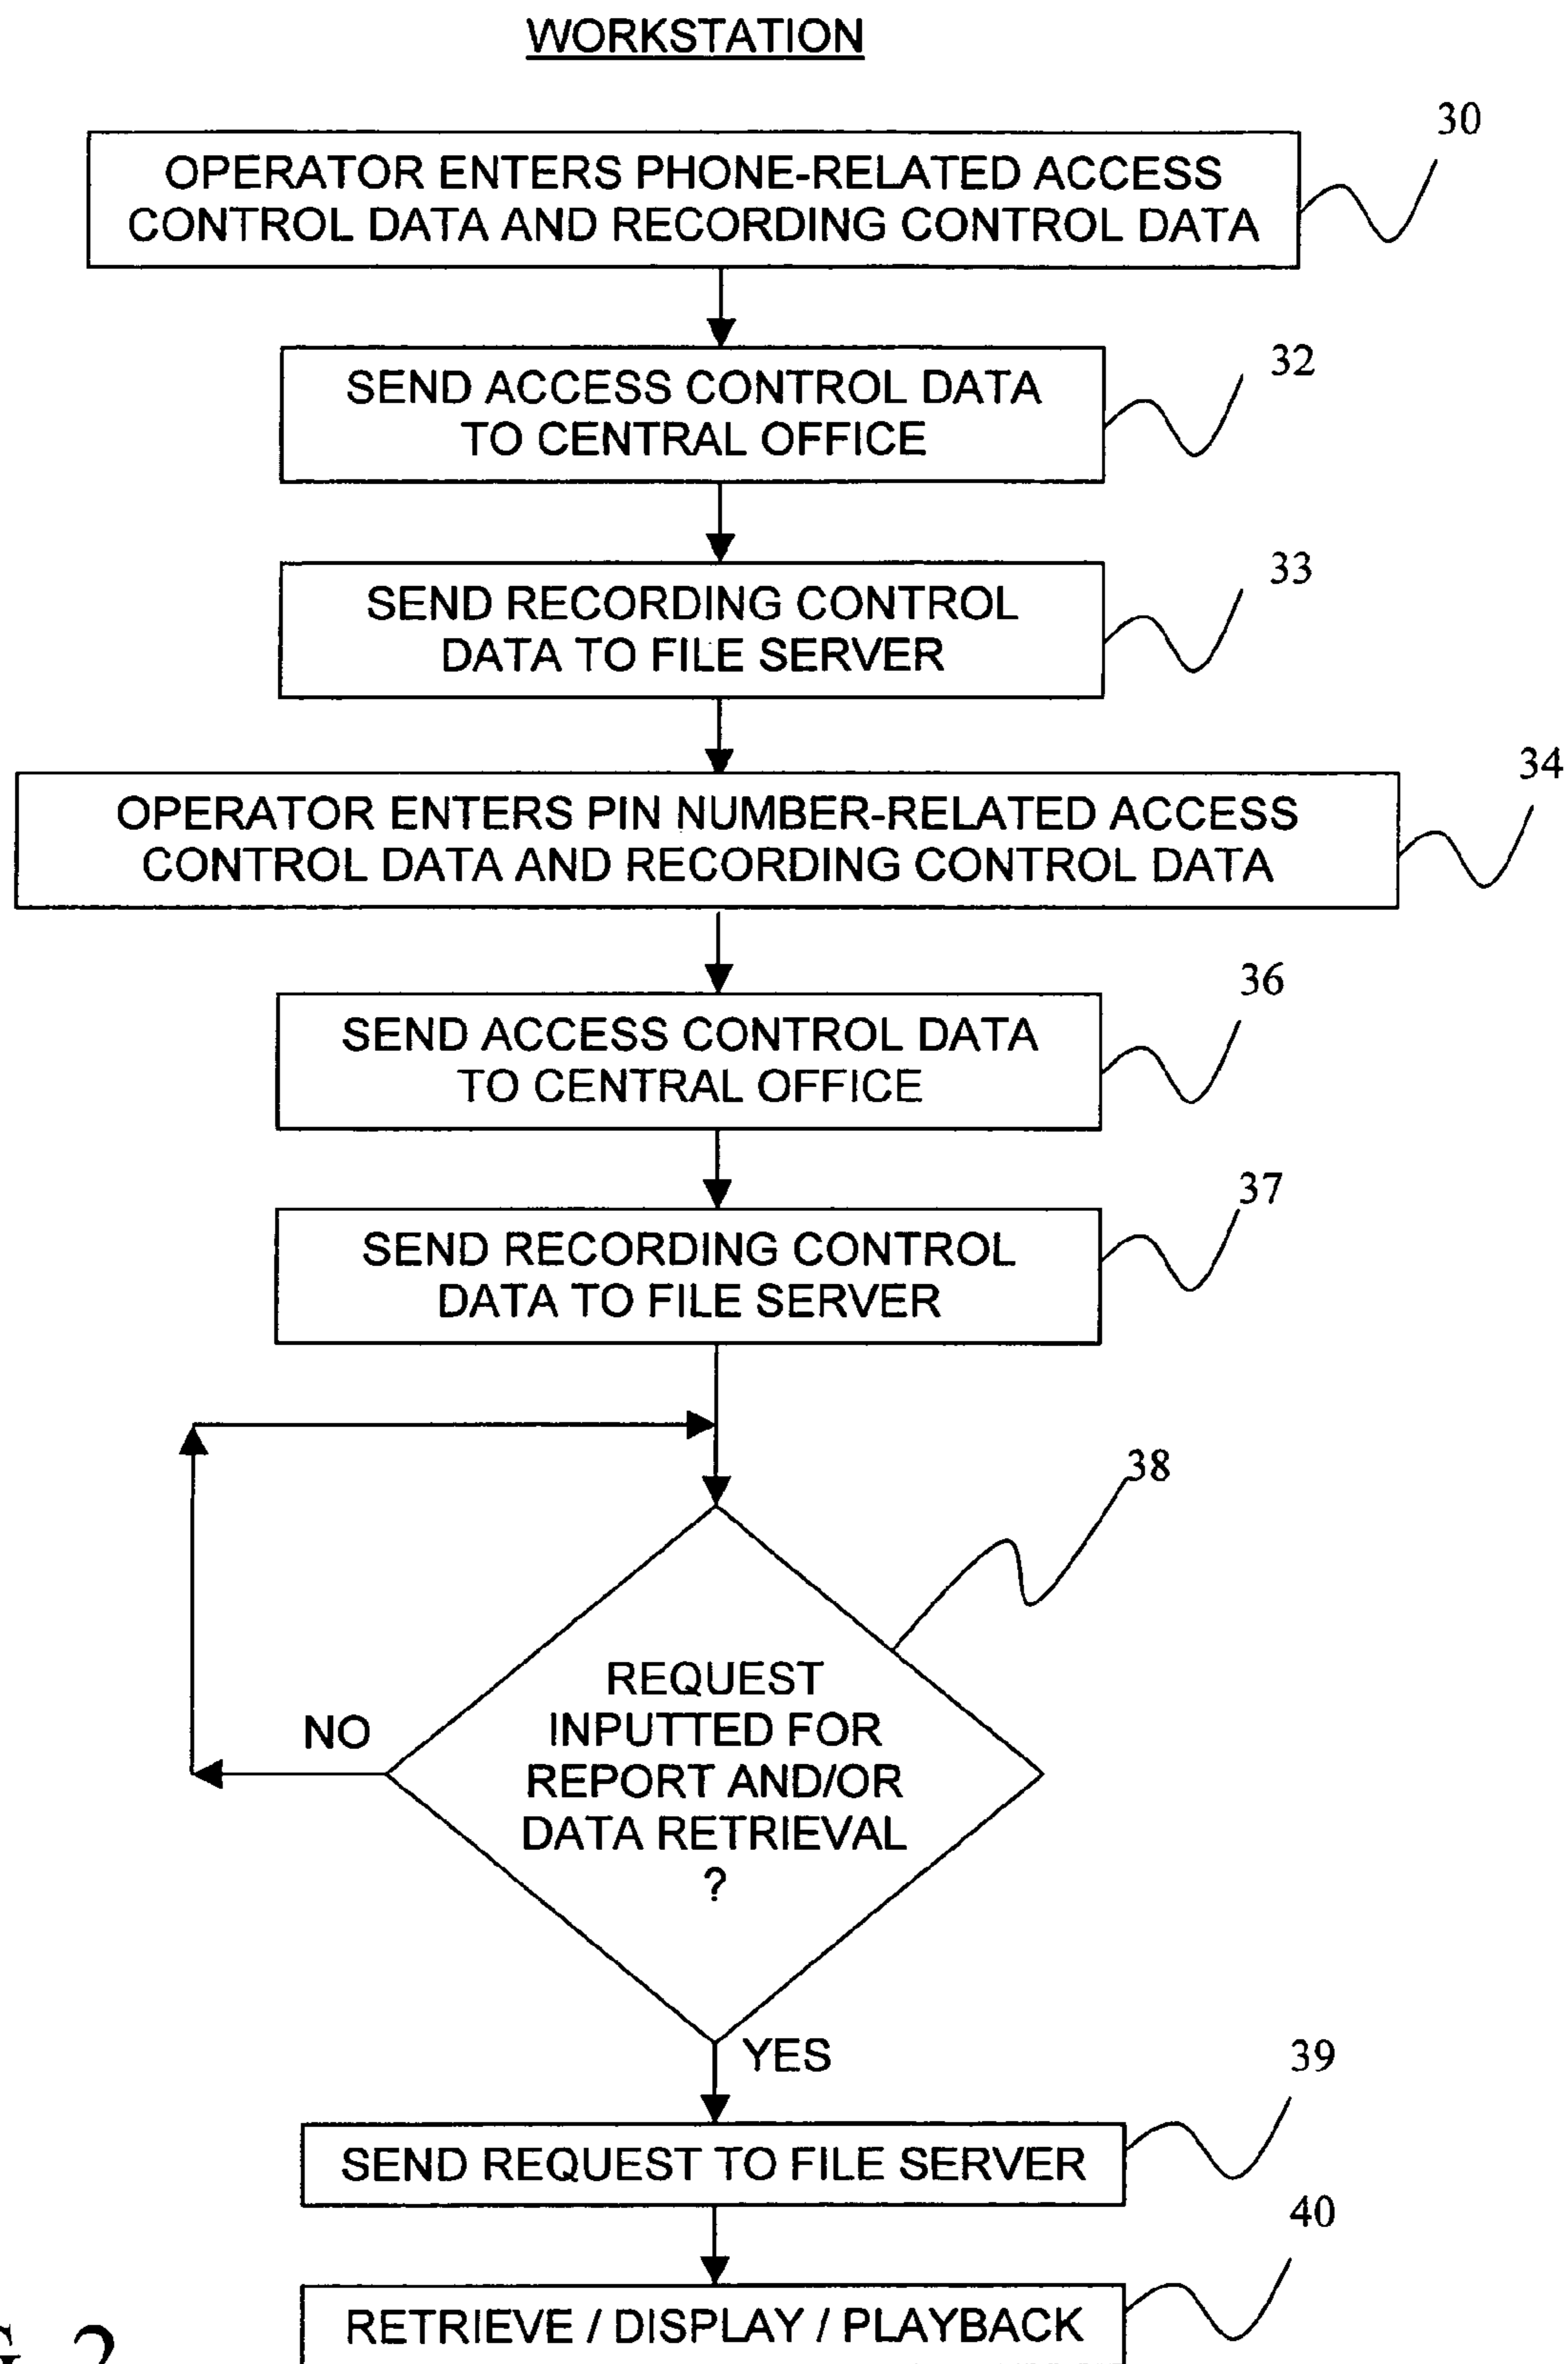 WORKSTATION
30
OPERATOR ENTERS PHONE-RELATED ACCESS
CONTROL DATA AND RECORDING CONTROL DATA
32
SEND ACCESS CONTROL DATA
TO CENTRAL OFFICE
33
SEND RECORDING CONTROL
DATA TO FILE SERVER
34
OPERATOR ENTERS PIN NUMBER-RELATED ACCESS
CONTROL DATA AND RECORDING CONTROL DATA
36
SEND ACCESS CONTROL DATA
TO CENTRAL OFFICE
37
SEND RECORDING CONTROL
DATA TO FILE SERVER
38
REQUEST
INPUTTED FOR
REPORT AND/OR
DATA RETRIEVAL
?
NO
YES
39
SEND REQUEST TO FILE SERVER
40
RETRIEVE / DISPLAY / PLAYBACK
2